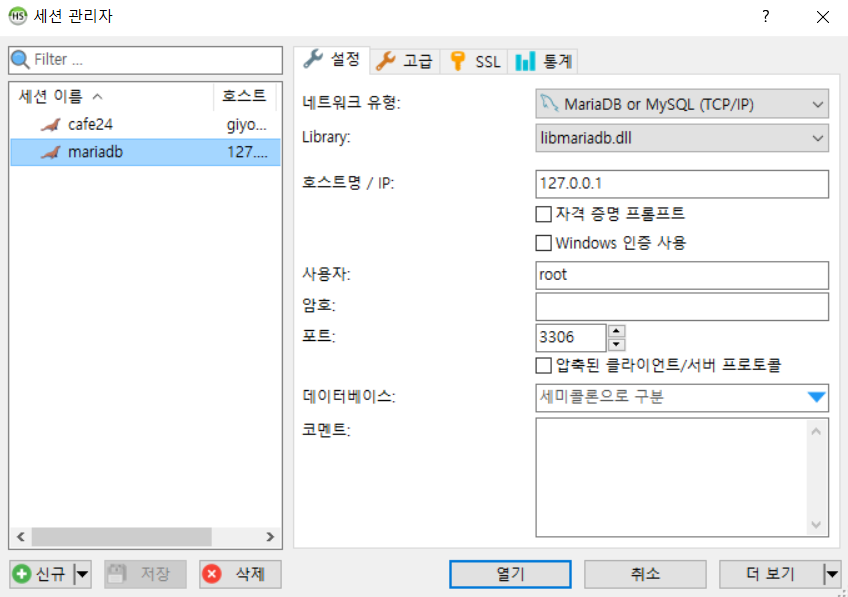 HS 세션 관리자 ?
Filter ...
세션 이름 호스트
cafe24 giyo...
mariadb 127....
설정 고급 SSL 통계
네트워크 유형: MariaDB or MySQL (TCP/IP)
Library: libmariadb.dll
호스트명 / IP: 127.0.0.1
자격 증명 프롬프트
Windows 인증 사용
사용자: root
암호:
포트: 3306
압축된 클라이언트/서버 프로토콜
데이터베이스: 세미콜론으로 구분
코멘트:
신규 저장 삭제 열기 취소 더 보기